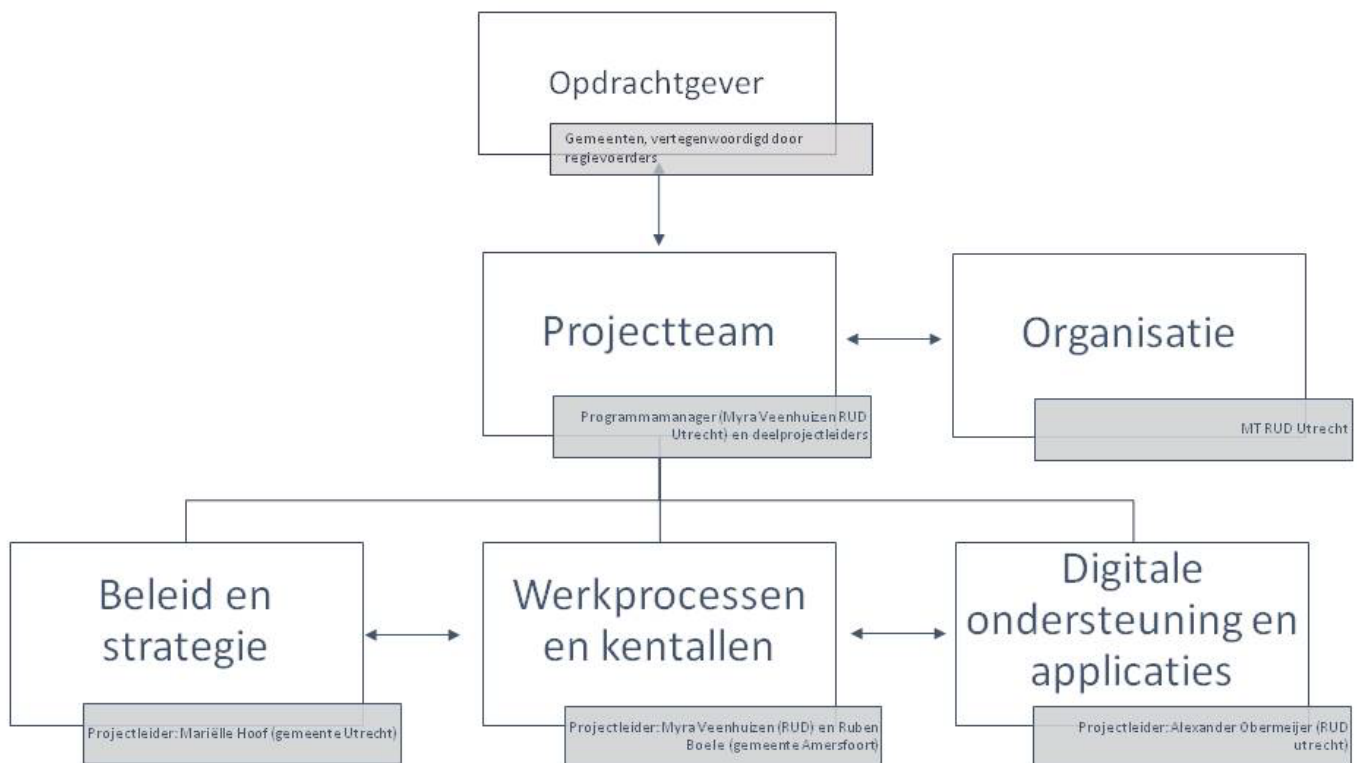 Opdrachtgever
Gemeenten, vertegenwoordigd door
regievoerders
Projectteam
Programmamanager (Myra Veenhuizen RUD
Utrecht) en deelprojectleiders
Organisatie
MT RUD Utrecht
Beleid en
strategie
Projectleider: Mariëlle Hoof (gemeente Utrecht)
Werkprocessen
en kentallen
Projectleider: Myra Veenhuizen (RUD) en Ruben
Boele (gemeente Amersfoort)
Digitale
ondersteuning en
applicaties
Projectleider: Alexander Obermeijer (RUD
utrecht)